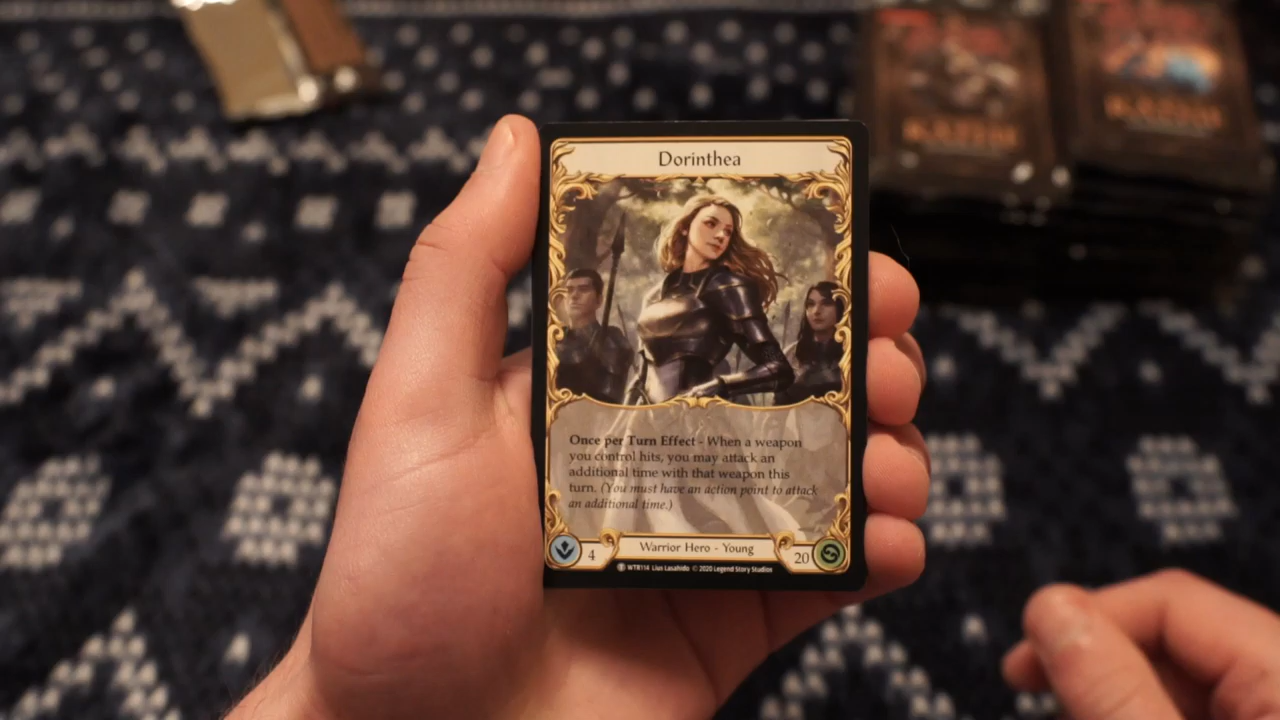 Dorinthea
Once per Turn Effect - When a weapon
you control hits, you may attack an
additional time with that weapon this
turn. (You must have an action point to attack
an additional time.)
4
Warrior Hero - Young
20
WTR114 Lius Lasahido © 2020 Legend Story Studios